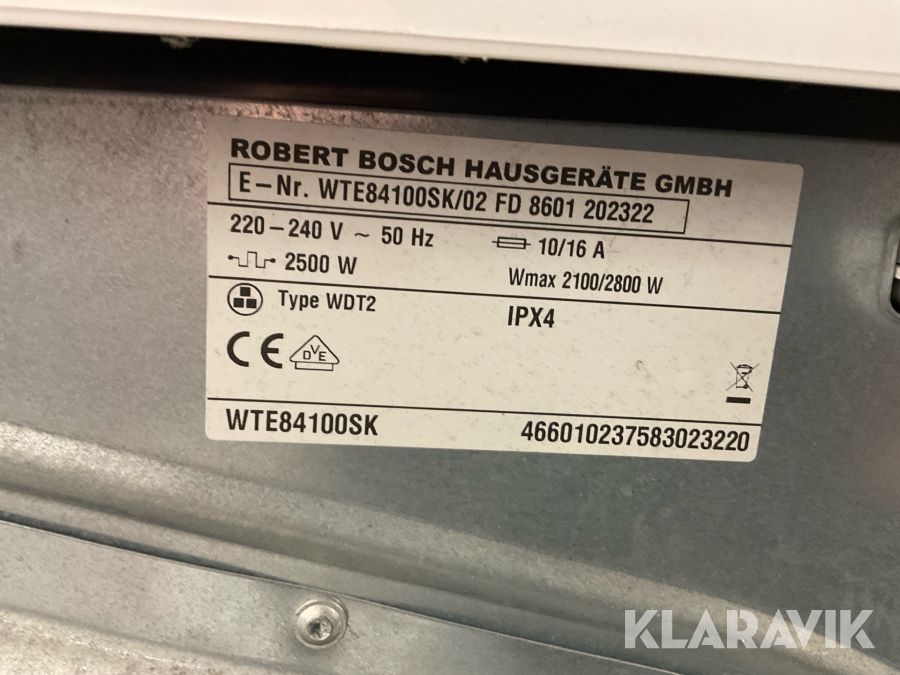 ROBERT BOSCH HAUSGERÄTE GMBH
E-Nr. WTE84100SK/02 FD 8601 202322
220-240 V ~ 50 Hz
10/16 A
2500 W
Wmax 2100/2800 W
Type WDT2
IPX4
CE DVE
WTE84100SK
466010237583023220
KLARAVIK